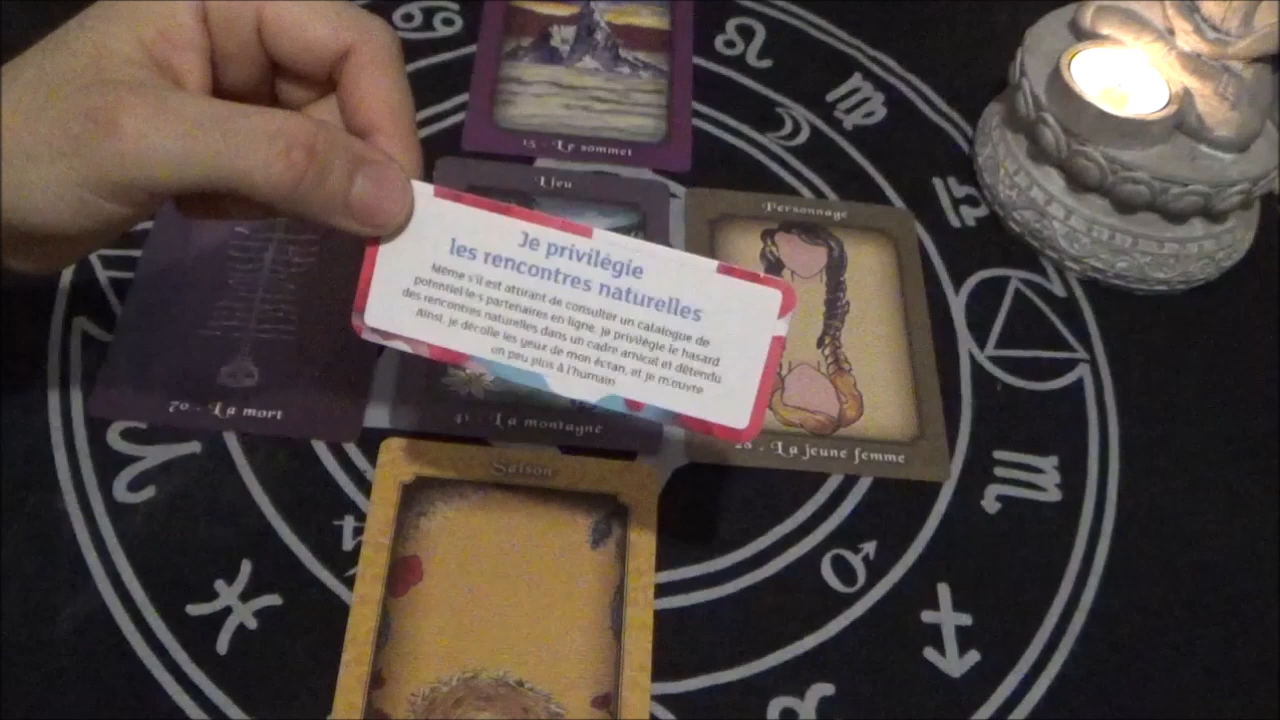 15 . Le sommet
Lieu
Personnage
Je privilégie
les rencontres naturelles
Même s'il est attirant de consulter un catalogue de
potentiel·le·s partenaires en ligne, je privilégie le hasard
des rencontres naturelles dans un cadre amical et détendu
Ainsi, je décolle les yeux de mon écran, et je m'ouvre
un peu plus à l'humain
70 . La mort
41 . La montagne
28 . La jeune femme
Saison